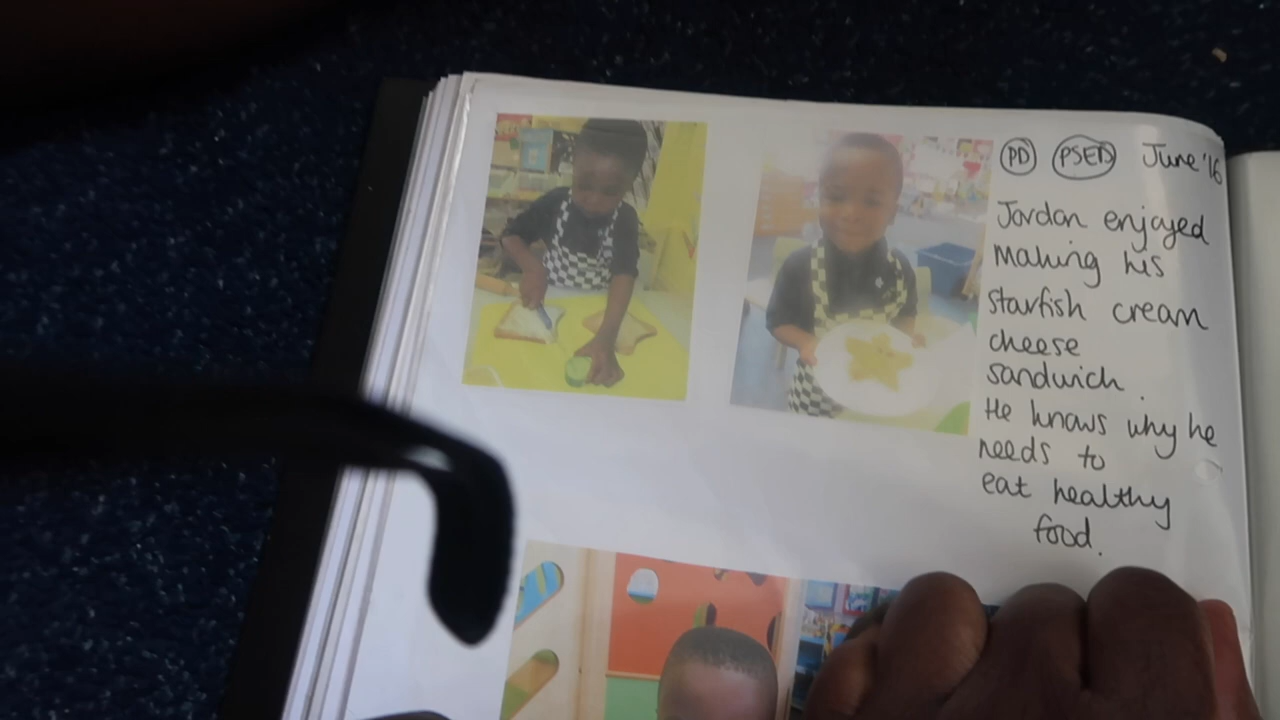 PD PSED June '16
Jordan enjoyed
making his
starfish cream
cheese
sandwich.
He knows why he
needs to
eat healthy
food.